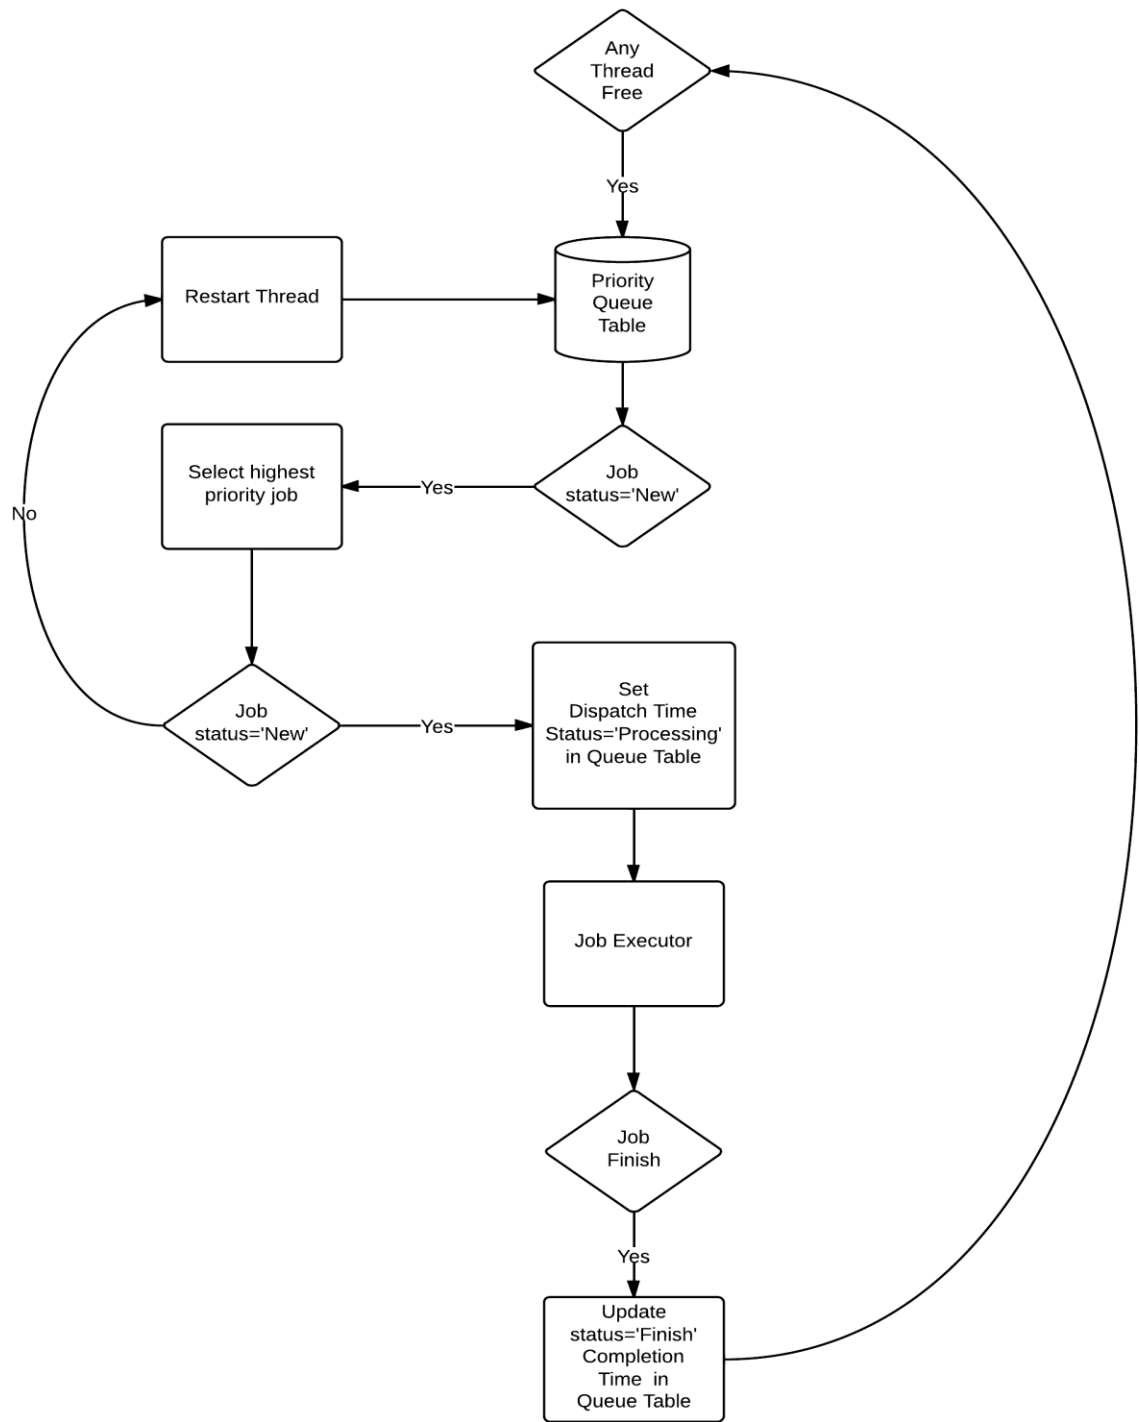 Any
Thread
Free
Yes
Restart Thread
Priority
Queue
Table
Select highest
priority job
Yes
Job
status='New'
No
Job
status='New'
Yes
Set
Dispatch Time
Status='Processing'
in Queue Table
Job Executor
Job
Finish
Yes
Update
status='Finish'
Completion
Time in
Queue Table